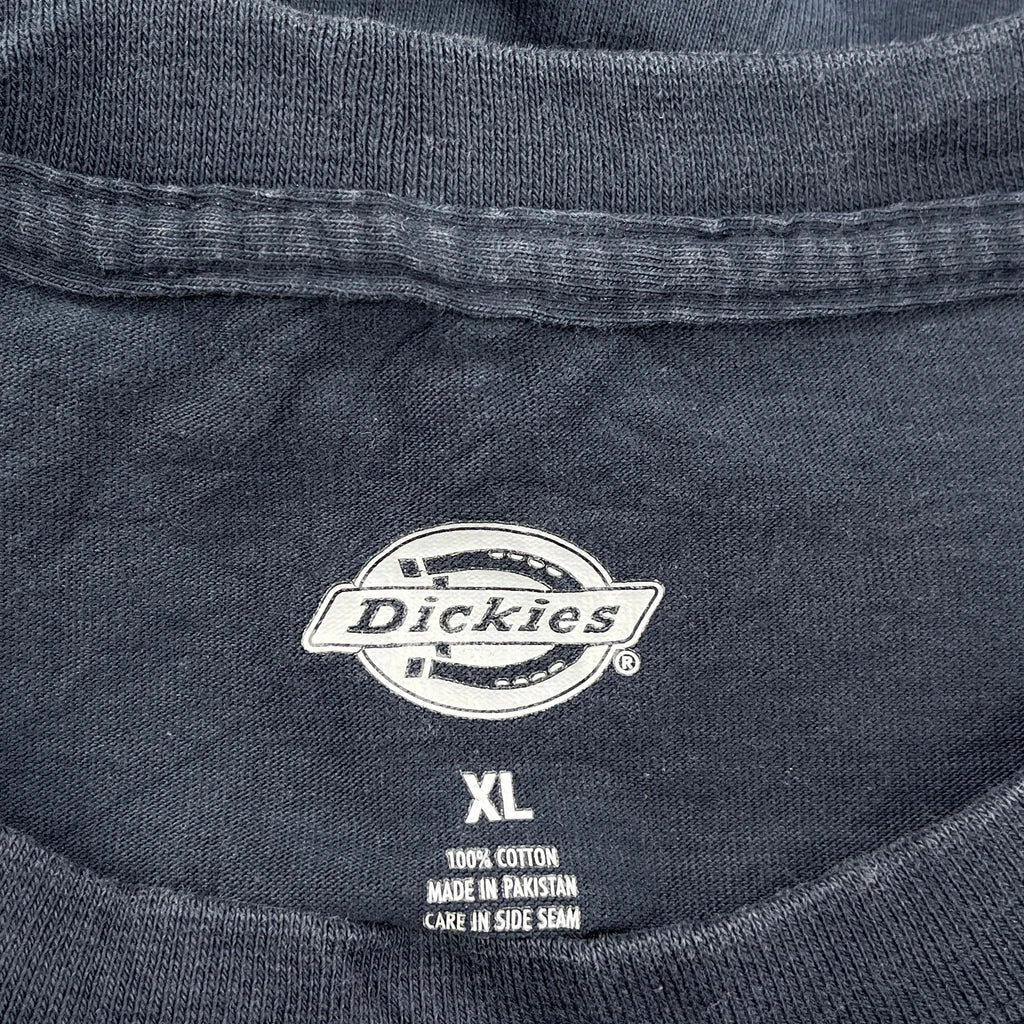 Dickies
®
XL
100% COTTON
MADE IN PAKISTAN
CARE IN SIDE SEAM